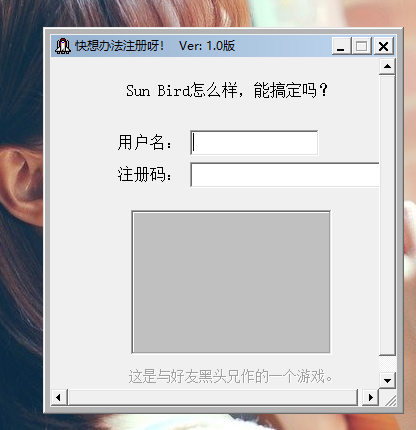 快想办法注册呀! Ver: 1.0版
Sun Bird怎么样，能搞定吗？
用户名：
注册码：
这是与好友黑头兄作的一个游戏。